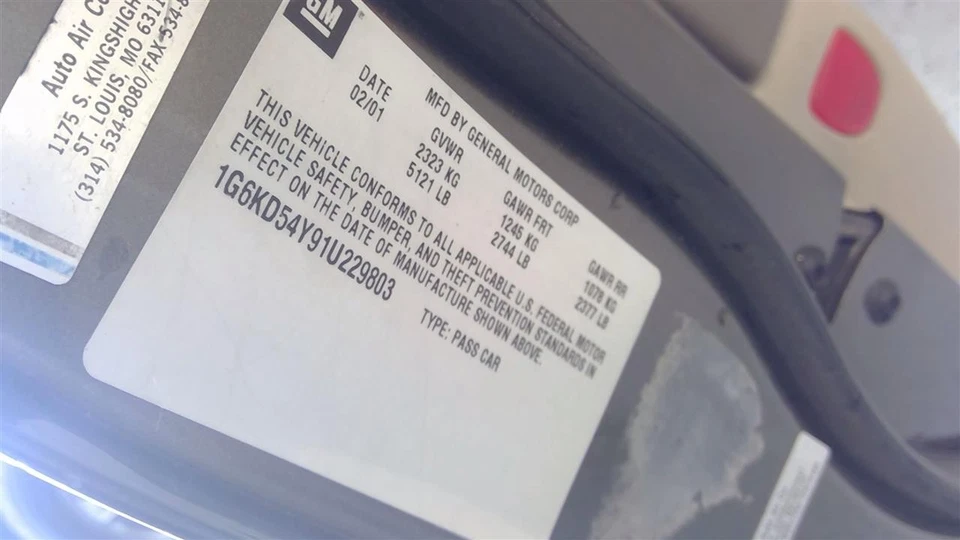 Auto Air Co
1175 S. KINGSHIGH
ST. LOUIS, MO 6311
(314) 534-8080/FAX 534-8
GM
MFD BY GENERAL MOTORS CORP
DATE GVWR GAWR FRT GAWR RR
02/01 2323 KG 1245 KG 1078 KG
5121 LB 2744 LB 2377 LB
THIS VEHICLE CONFORMS TO ALL APPLICABLE U.S. FEDERAL MOTOR
VEHICLE SAFETY, BUMPER, AND THEFT PREVENTION STANDARDS IN
EFFECT ON THE DATE OF MANUFACTURE SHOWN ABOVE.
1G6KD54Y91U229803 TYPE: PASS CAR